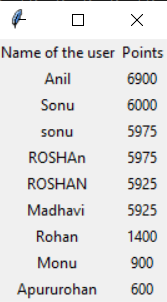 Name of the user Points
Anil 6900
Sonu 6000
sonu 5975
ROSHAn 5975
ROSHAN 5925
Madhavi 5925
Rohan 1400
Monu 900
Apururohan 600